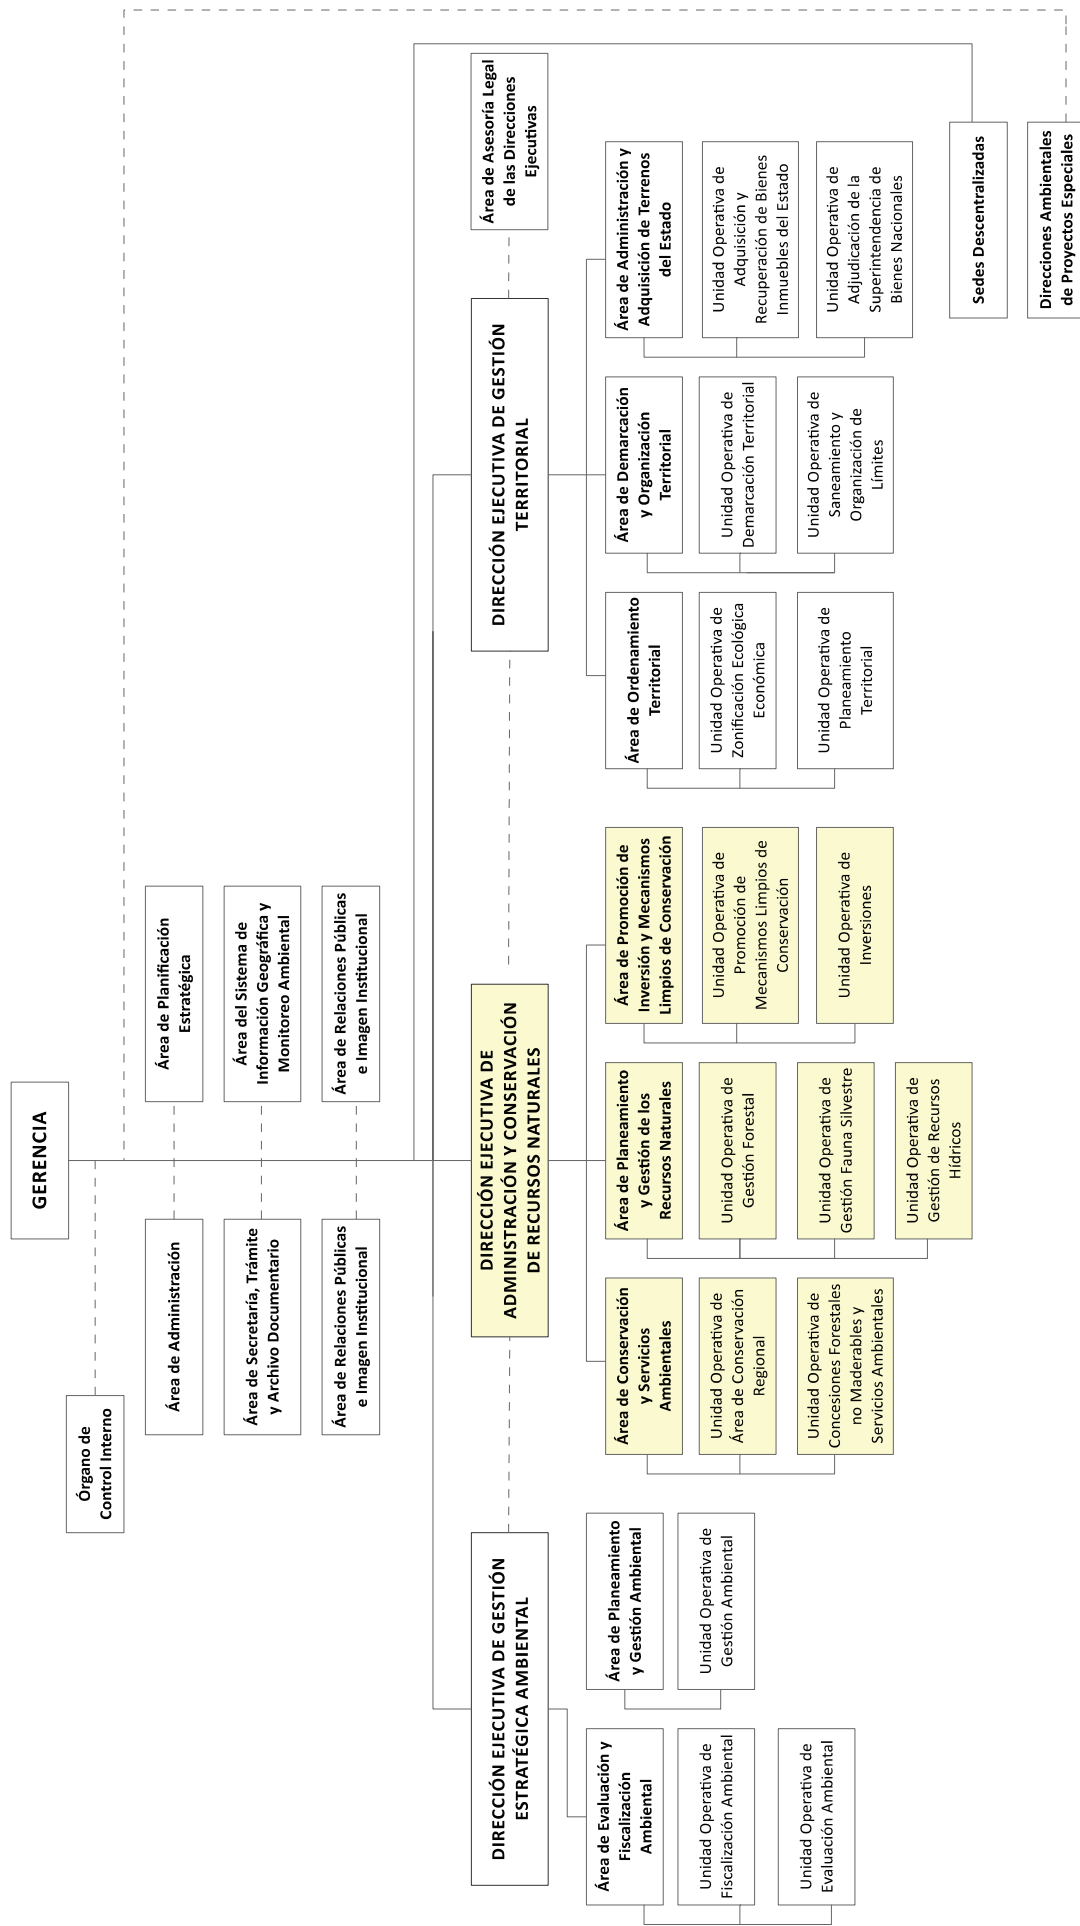 GERENCIA
Órgano de
Control Interno
Área de Administración
Área de Planificación
Estratégica
Área de Secretaría, Trámite
y Archivo Documentario
Área del Sistema de
Información Geográfica y
Monitoreo Ambiental
Área de Relaciones Públicas
e Imagen Institucional
Área de Relaciones Públicas
e Imagen Institucional
DIRECCIÓN EJECUTIVA DE GESTIÓN
ESTRATÉGICA AMBIENTAL
DIRECCIÓN EJECUTIVA DE
ADMINISTRACIÓN Y CONSERVACIÓN
DE RECURSOS NATURALES
DIRECCIÓN EJECUTIVA DE GESTIÓN
TERRITORIAL
Área de Asesoría Legal
de las Direcciones
Ejecutivas
Área de Evaluación y
Fiscalización
Ambiental
Unidad Operativa de
Fiscalización Ambiental
Unidad Operativa de
Evaluación Ambiental
Área de Planeamiento
y Gestión Ambiental
Unidad Operativa de
Gestión Ambiental
Área de Conservación
y Servicios
Ambientales
Unidad Operativa de
Área de Conservación
Regional
Unidad Operativa de
Concesiones Forestales
no Maderables y
Servicios Ambientales
Área de Planeamiento
y Gestión de los
Recursos Naturales
Unidad Operativa de
Gestión Forestal
Unidad Operativa de
Gestión Fauna Silvestre
Unidad Operativa de
Gestión de Recursos
Hídricos
Área de Promoción de
Inversión y Mecanismos
Limpios de Conservación
Unidad Operativa de
Promoción de
Mecanismos Limpios de
Conservación
Unidad Operativa de
Inversiones
Área de Ordenamiento
Territorial
Unidad Operativa de
Zonificación Ecológica
Económica
Unidad Operativa de
Planeamiento
Territorial
Área de Demarcación
y Organización
Territorial
Unidad Operativa de
Demarcación Territorial
Unidad Operativa de
Saneamiento y
Organización de
Límites
Área de Administración y
Adquisición de Terrenos
del Estado
Unidad Operativa de
Adquisición y
Recuperación de Bienes
Inmuebles del Estado
Unidad Operativa de
Adjudicación de la
Superintendencia de
Bienes Nacionales
Sedes Descentralizadas
Direcciones Ambientales
de Proyectos Especiales